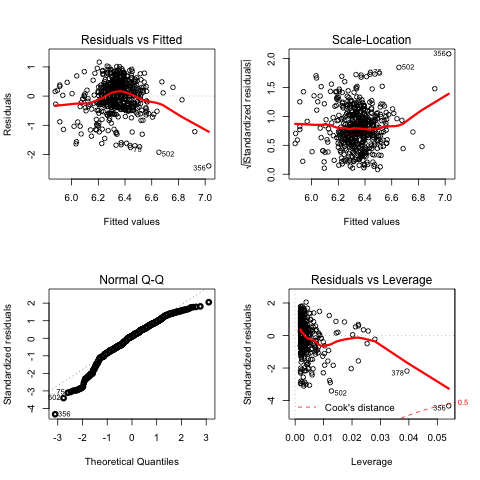 Residuals vs Fitted
Residuals
1
0
-1
-2
502
356
6.0 6.2 6.4 6.6 6.8 7.0
Fitted values
Scale-Location
√|Standardized residuals|
2.0
1.5
1.0
0.5
0.0
356
502
6.0 6.2 6.4 6.6 6.8 7.0
Fitted values
Normal Q-Q
Standardized residuals
2
1
0
-1
-2
-3
-4
502
356
-3 -2 -1 0 1 2 3
Theoretical Quantiles
Residuals vs Leverage
Standardized residuals
2
0
-2
-4
378
502
356
0.5
Cook's distance
0.00 0.01 0.02 0.03 0.04 0.05
Leverage